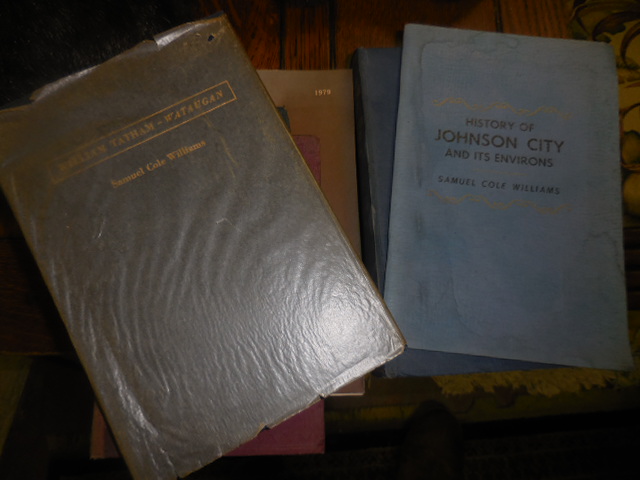 WILLIAM TATHAM - WATAUGAN
Samuel Cole Williams
1979
HISTORY OF
JOHNSON CITY
AND ITS ENVIRONS
SAMUEL COLE WILLIAMS